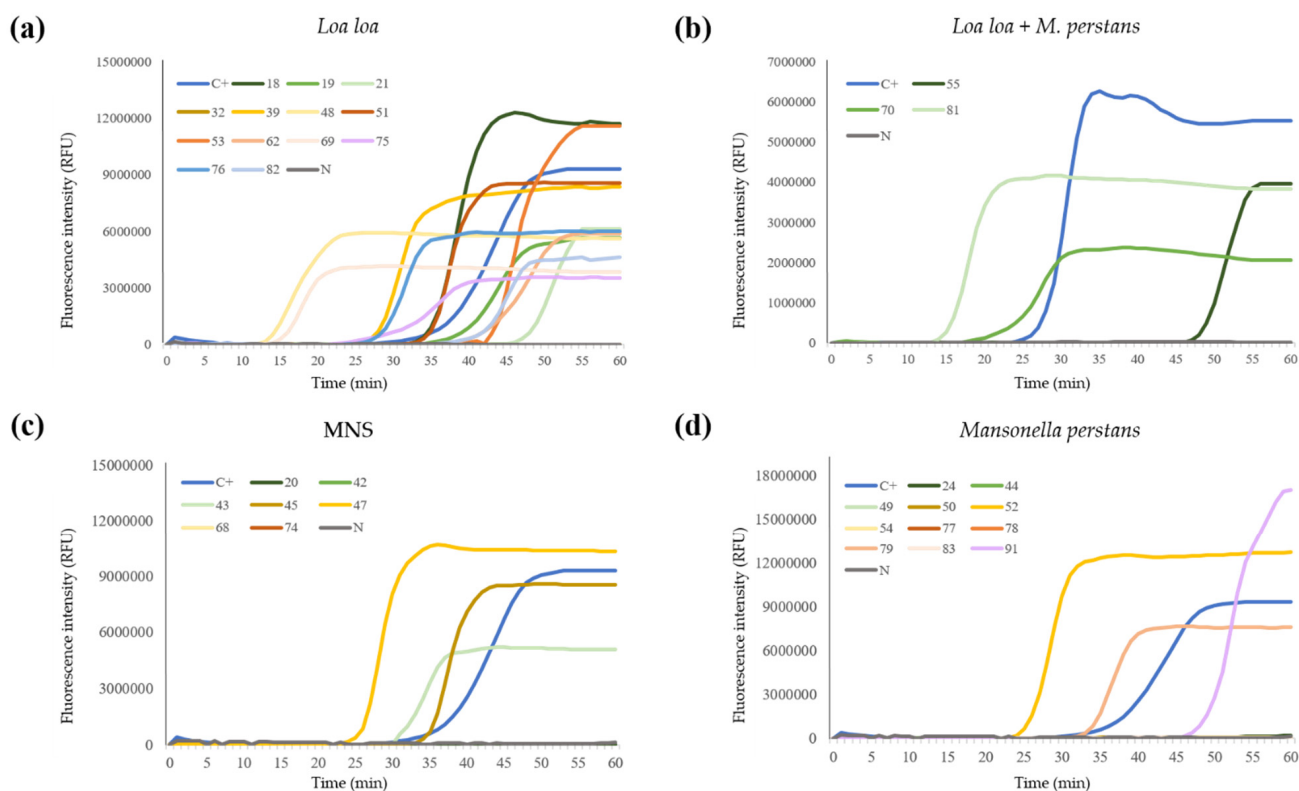 (a)
Loa loa
Fluorescence intensity (RFU)
15000000
12000000
9000000
6000000
3000000
0
C+ 18 19 21
32 39 48 51
53 62 69 75
76 82 N
0 5 10 15 20 25 30 35 40 45 50 55 60
Time (min)
(b)
Loa loa + M. perstans
Fluorescence intensity (RFU)
7000000
6000000
5000000
4000000
3000000
2000000
1000000
0
C+ 55
70 81
N
0 5 10 15 20 25 30 35 40 45 50 55 60
Time (min)
(c)
MNS
Fluorescence intensity (RFU)
15000000
12000000
9000000
6000000
3000000
0
C+ 20 42
43 45 47
68 74 N
0 5 10 15 20 25 30 35 40 45 50 55 60
Time (min)
(d)
Mansonella perstans
Fluorescence intensity (RFU)
18000000
15000000
12000000
9000000
6000000
3000000
0
C+ 24 44
49 50 52
54 77 78
79 83 91
N
0 5 10 15 20 25 30 35 40 45 50 55 60
Time (min)